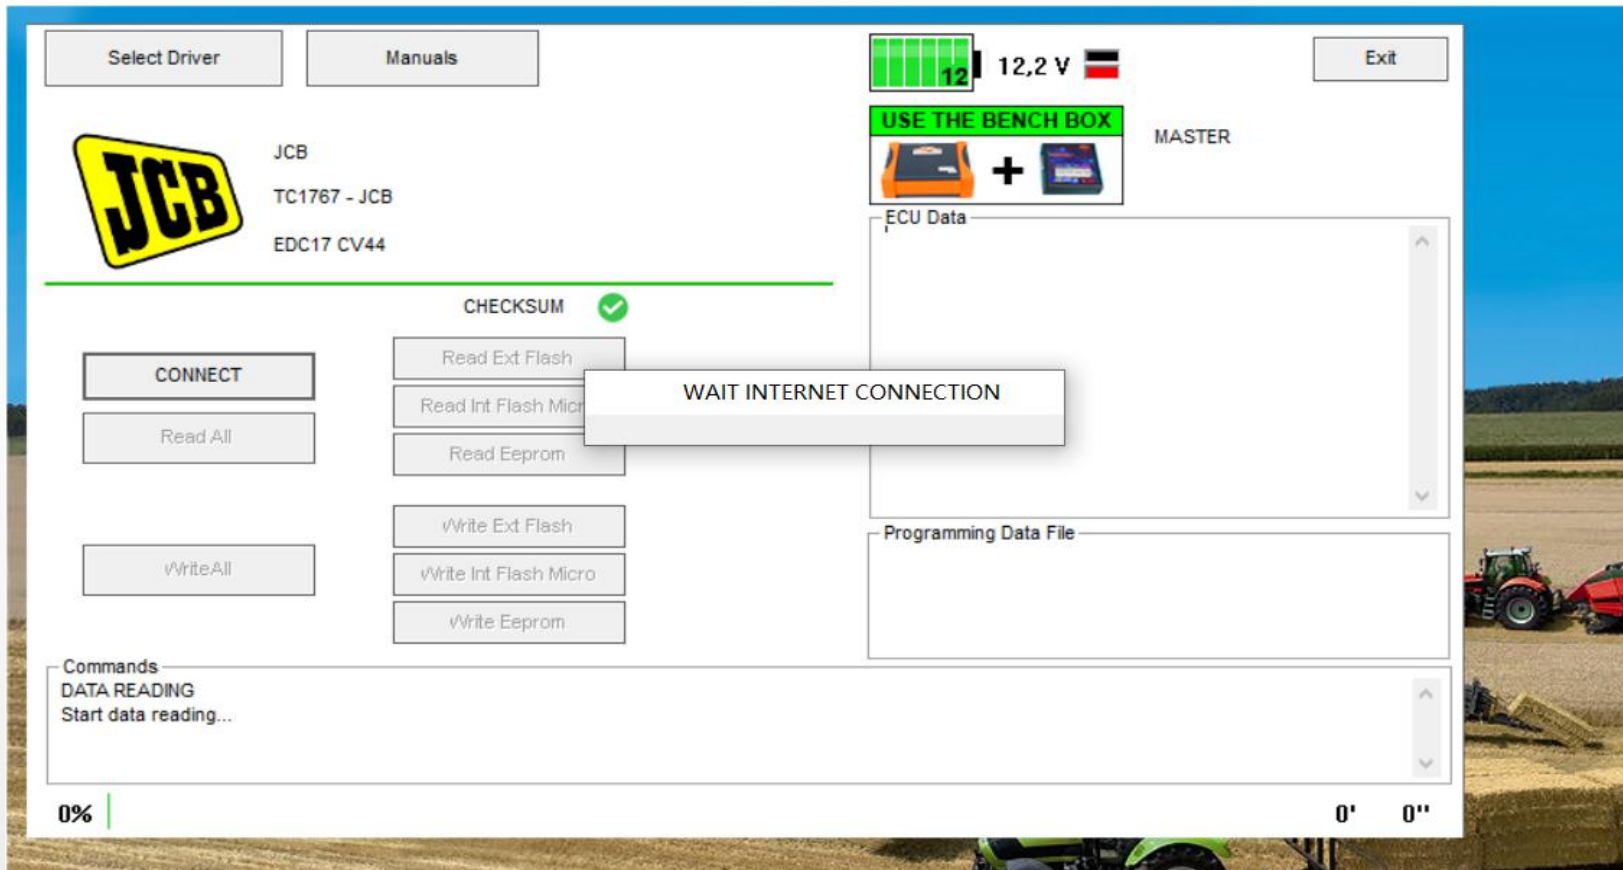 Select Driver
Manuals
12
12,2 V
Exit
USE THE BENCH BOX
MASTER
JCB
JCB
TC1767 - JCB
EDC17 CV44
CHECKSUM
CONNECT
Read All
WriteAll
Read Ext Flash
Read Int Flash Micr
Read Eeprom
Write Ext Flash
Write Int Flash Micro
Write Eeprom
WAIT INTERNET CONNECTION
ECU Data
Programming Data File
Commands
DATA READING
Start data reading...
0%
0' 0''